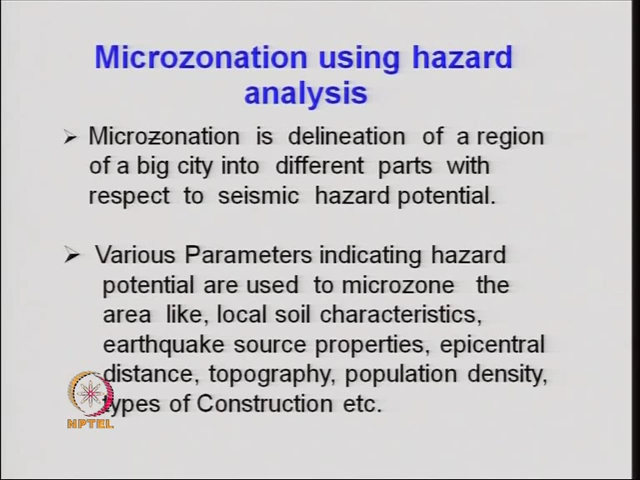 Microzonation using hazard
analysis
➢ Microzonation is delineation of a region
of a big city into different parts with
respect to seismic hazard potential.
➢ Various Parameters indicating hazard
potential are used to microzone the
area like, local soil characteristics,
earthquake source properties, epicentral
distance, topography, population density,
types of Construction etc.
NPTEL